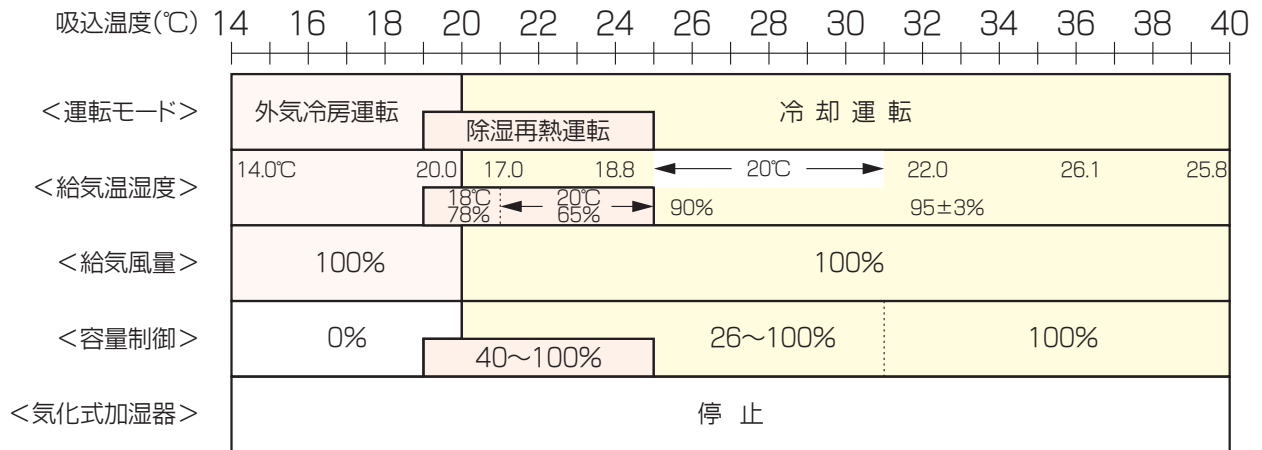 吸込温度(℃) 14 16 18 20 22 24 26 28 30 32 34 36 38 40
<運転モード> 外気冷房運転 冷却運転
除湿再熱運転
<給気温湿度> 14.0℃ 20.0 17.0 18.8 20℃ 22.0 26.1 25.8
18℃ 20℃
78% 65% 90% 95±3%
<給気風量> 100% 100%
<容量制御> 0% 26〜100% 100%
40〜100%
<気化式加湿器> 停止